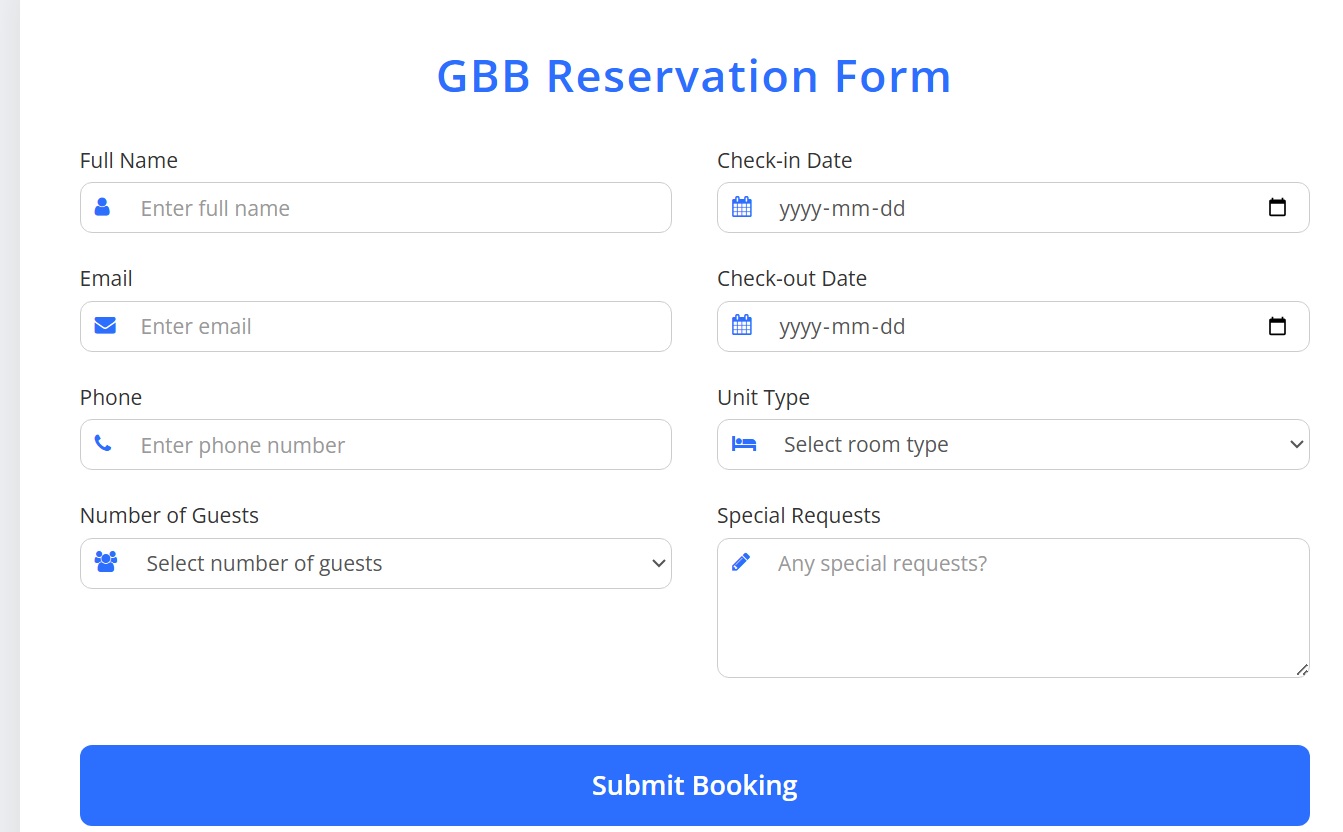 GBB Reservation Form
Full Name
Enter full name
Check-in Date
yyyy-mm-dd
Email
Enter email
Check-out Date
yyyy-mm-dd
Phone
Enter phone number
Unit Type
Select room type
Number of Guests
Select number of guests
Special Requests
Any special requests?
Submit Booking